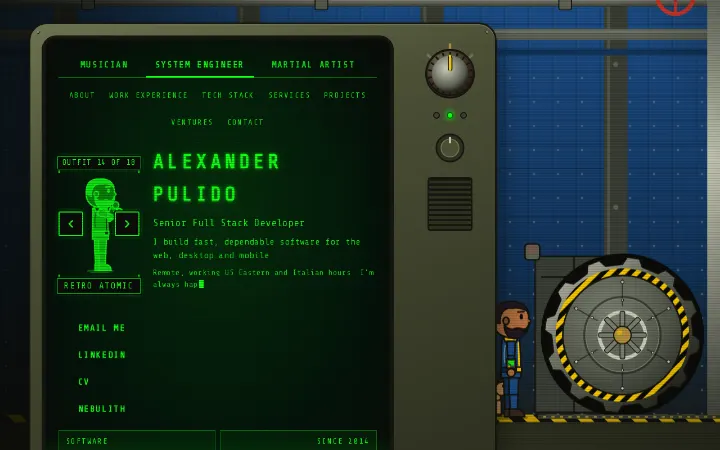 MUSICIAN SYSTEM ENGINEER MARTIAL ARTIST
ABOUT WORK EXPERIENCE TECH STACK SERVICES PROJECTS
VENTURES CONTACT
OUTFIT 14 OF 18
ALEXANDER
PULIDO
Senior Full Stack Developer
I build fast, dependable software for the
web, desktop and mobile
Remote, working US Eastern and Italian hours. I'm
always hap
RETRO ATOMIC
EMAIL ME
LINKEDIN
CV
NEBULITH
SOFTWARE SINCE 2014